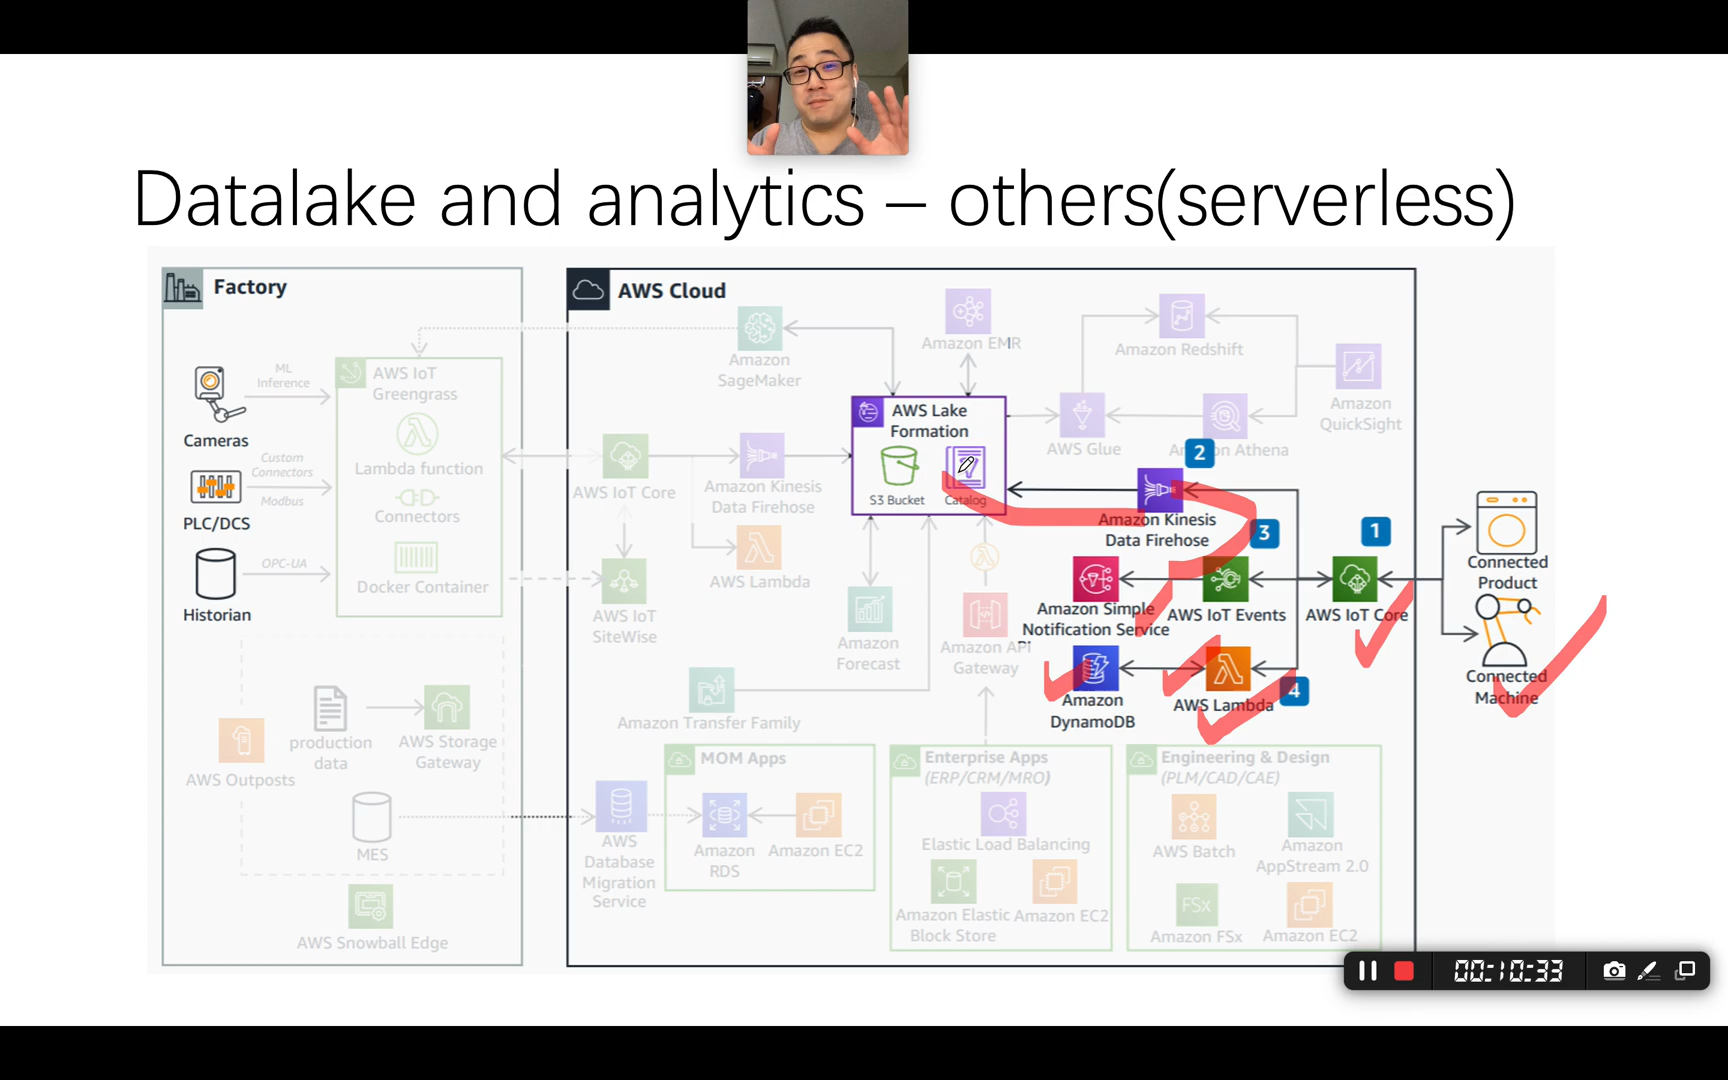 Datalake and analytics – others(serverless)
Factory
AWS Cloud
ML
Inference
Cameras
Custom
Connectors
Modbus
PLC/DCS
OPC-UA
Historian
AWS IoT
Greengrass
Lambda function
Connectors
Docker Container
production
data
AWS Storage
Gateway
AWS Outposts
MES
AWS Snowball Edge
Amazon
SageMaker
Amazon EMR
Amazon Redshift
Amazon
QuickSight
AWS Lake
Formation
S3 Bucket
Catalog
AWS Glue
Amazon Athena
AWS IoT Core
Amazon Kinesis
Data Firehose
AWS Lambda
AWS IoT
SiteWise
Amazon
Forecast
Amazon API
Gateway
Amazon Transfer Family
2
Amazon Kinesis
Data Firehose
3
1
Amazon Simple
Notification Service
AWS IoT Events
AWS IoT Core
Connected
Product
Amazon
DynamoDB
AWS Lambda
4
Connected
Machine
AWS
Database
Migration
Service
MOM Apps
Amazon
RDS
Amazon EC2
Enterprise Apps
(ERP/CRM/MRO)
Elastic Load Balancing
Amazon Elastic
Block Store
Amazon EC2
Engineering & Design
(PLM/CAD/CAE)
AWS Batch
Amazon
AppStream 2.0
FSx
Amazon FSx
Amazon EC2
00:10:33